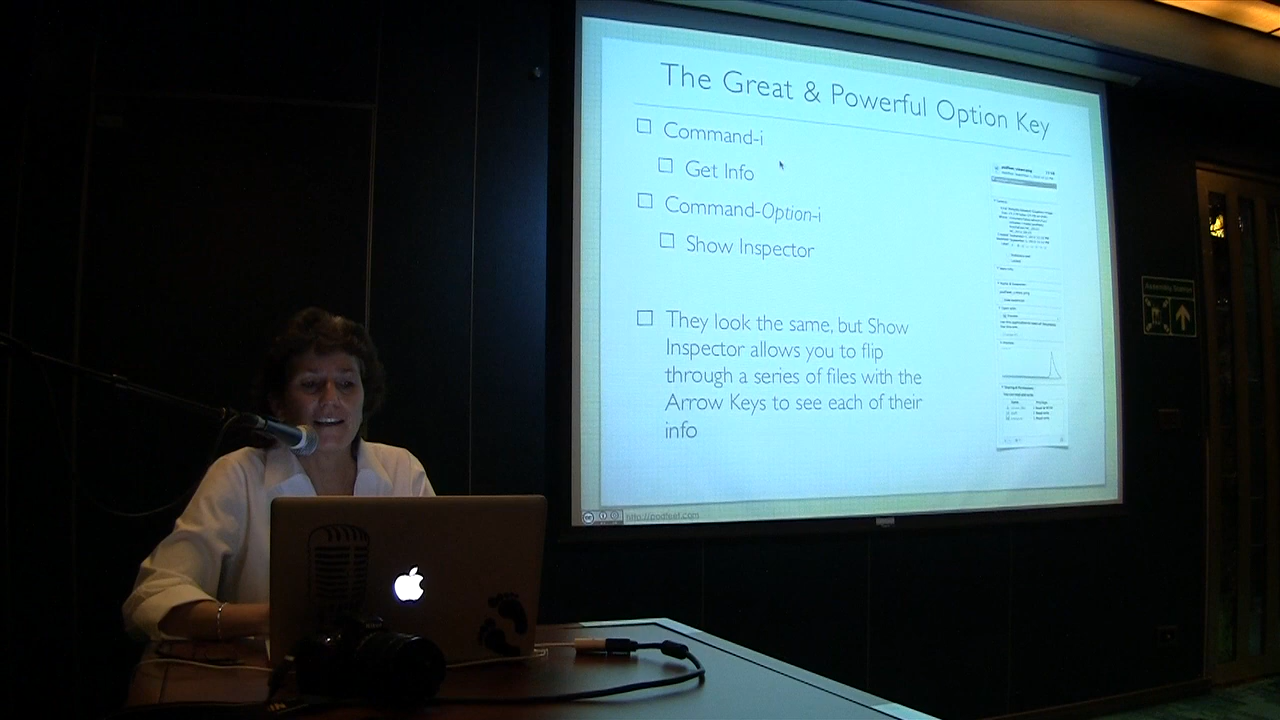 The Great & Powerful Option Key
Command-i
Get Info
Command-Option-i
Show Inspector
They look the same, but Show
Inspector allows you to flip
through a series of files with the
Arrow Keys to see each of their
info
http://podfeet.com
Assembly Station